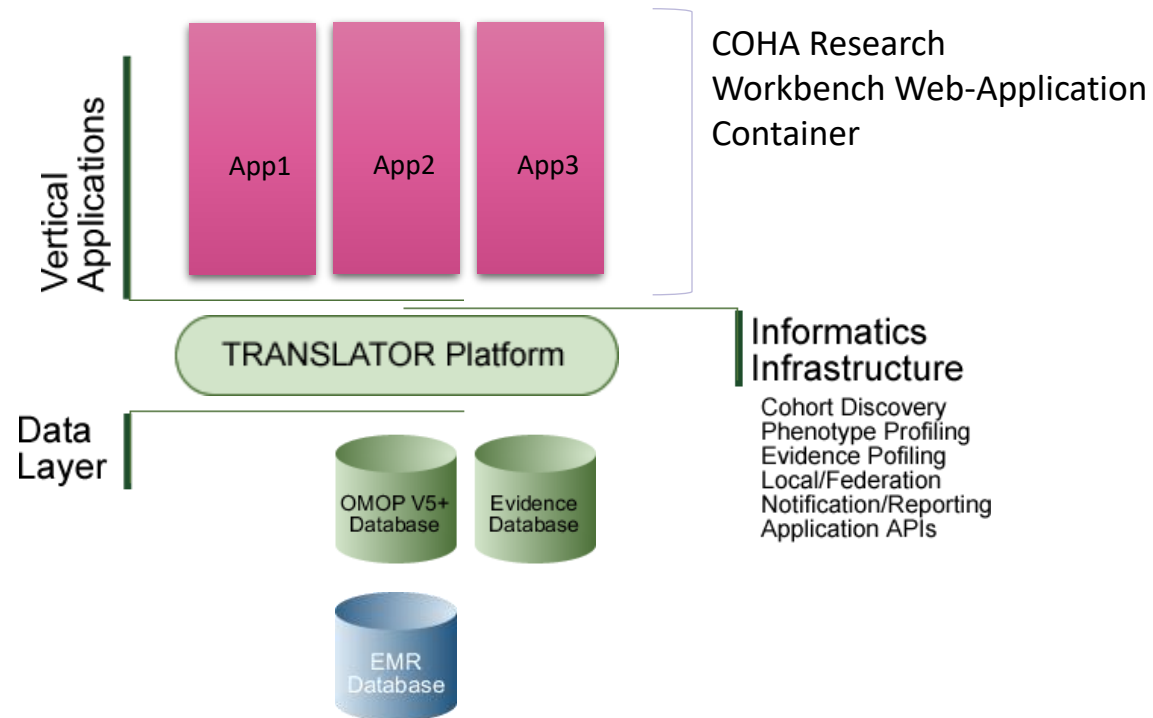 COHA Research
Workbench Web-Application
Container
Vertical
Applications
App1
App2
App3
TRANSLATOR Platform
Informatics
Infrastructure
Cohort Discovery
Phenotype Profiling
Evidence Pofiling
Local/Federation
Notification/Reporting
Application APIs
Data
Layer
OMOP V5+
Database
Evidence
Database
EMR
Database